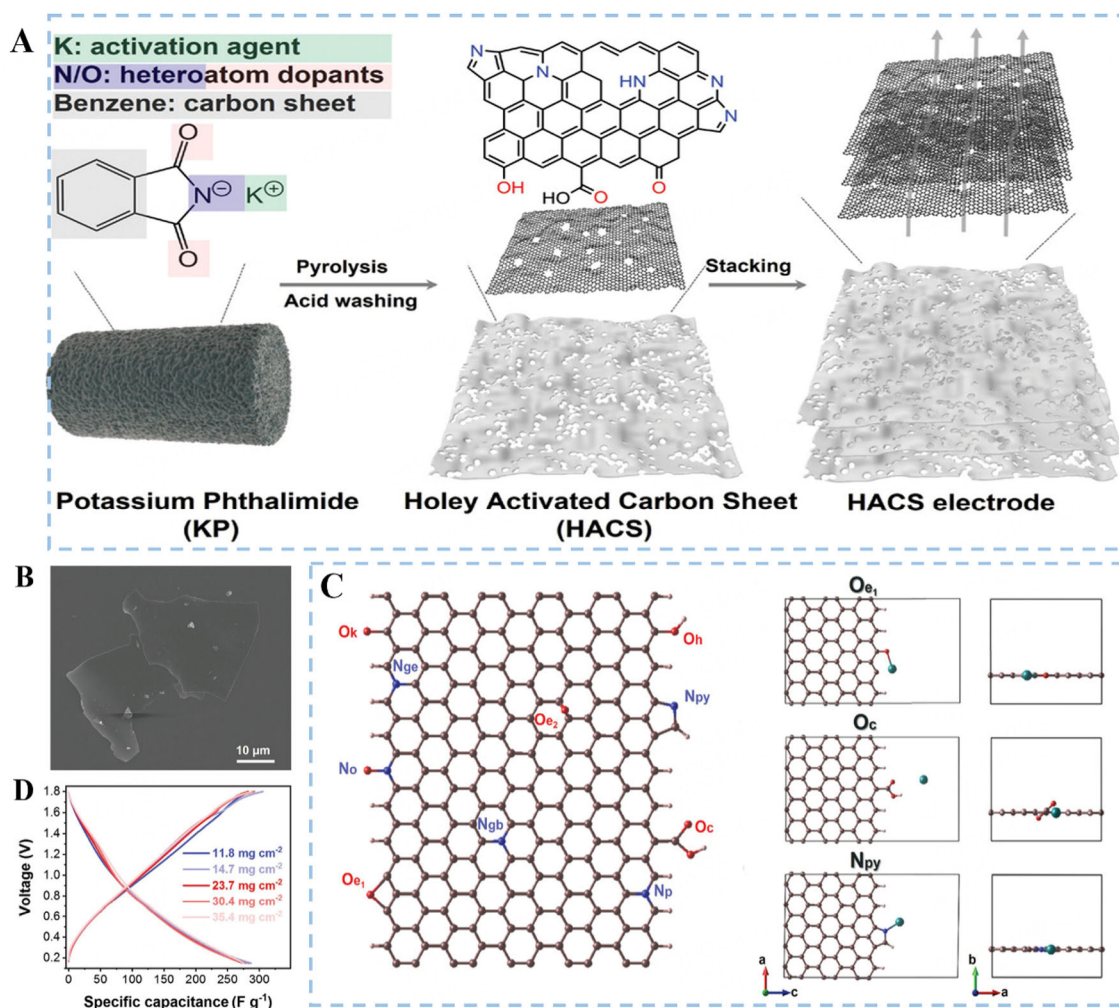 A
K: activation agent
N/O: heteroatom dopants
Benzene: carbon sheet
O
N⊖ K⊕
O
Pyrolysis
Acid washing
N
N
HN
N
N
OH
HO
O
O
Stacking
Potassium Phthalimide
(KP)
Holey Activated Carbon Sheet
(HACS)
HACS electrode
B
10 µm
C
Ok
Oh
Nge
Npy
Oe2
No
Ngb
Oc
Oe1
Np
Oe1
Oc
Npy
a
c
b
a
D
1.8
1.6
1.4
1.2
1.0
0.8
0.6
0.4
0.2
Voltage (V)
11.8 mg cm-2
14.7 mg cm-2
23.7 mg cm-2
30.4 mg cm-2
35.4 mg cm-2
0 50 100 150 200 250 300
Specific capacitance (F g-1)